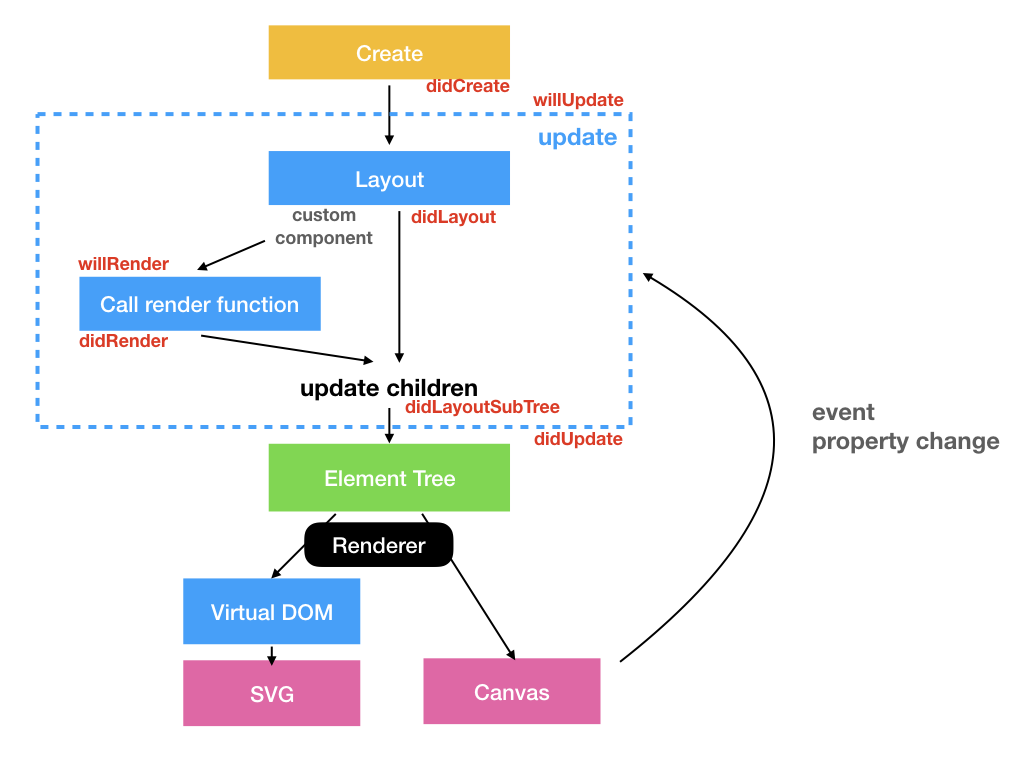 Create
didCreate
willUpdate
update
Layout
custom
component
didLayout
willRender
Call render function
didRender
update children
didLayoutSubTree
didUpdate
event
property change
Element Tree
Renderer
Virtual DOM
SVG
Canvas